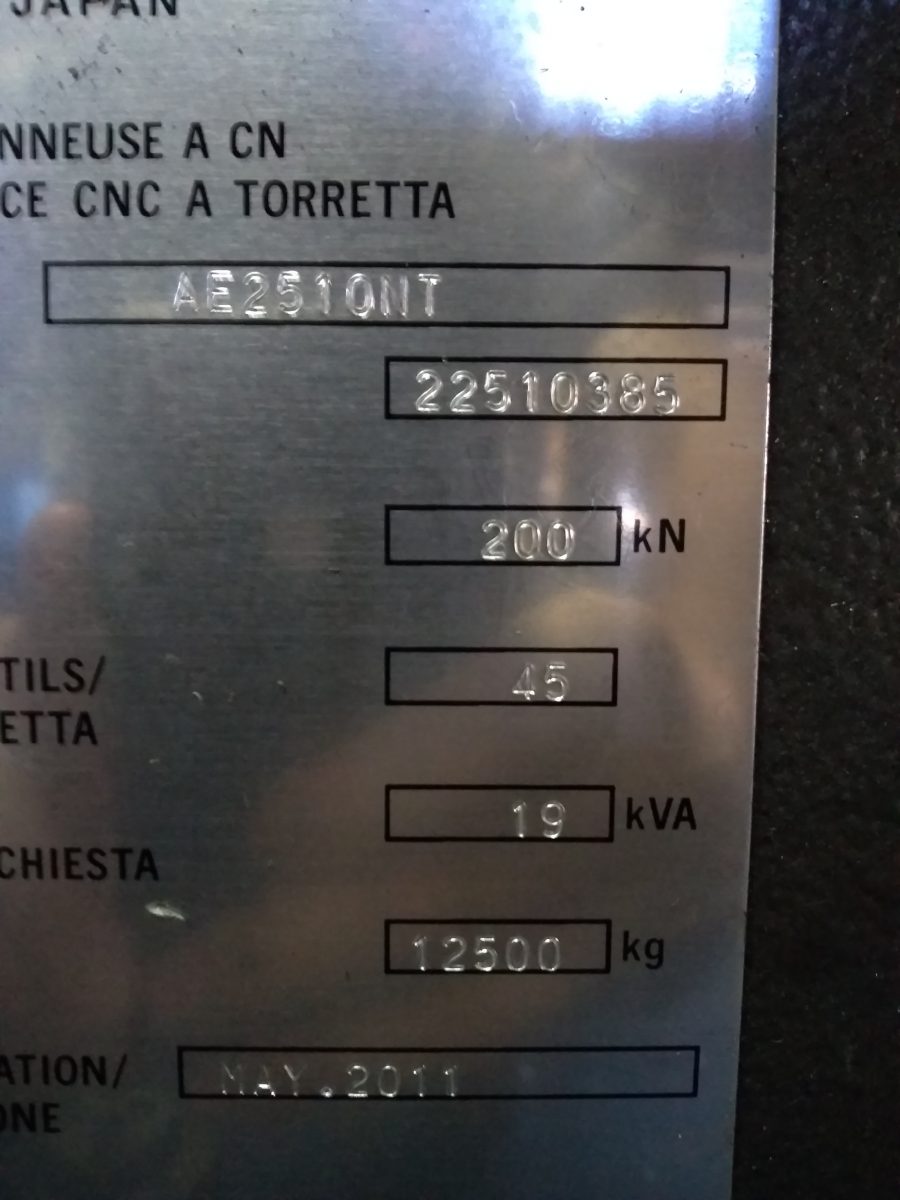 JAPAN
NNEUSE A CN
CE CNC A TORRETTA
AE2510NT
22510385
200 kN
TILS/
45
ETTA
19 kVA
CHIESTA
12500 kg
ATION/
MAY.2011
ONE